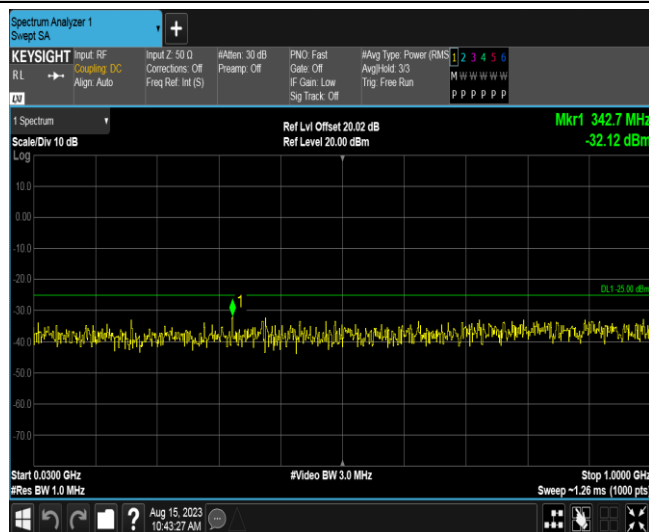 Spectrum Analyzer 1
Swept SA
+
KEYSIGHT Input: RF Input Z: 50 Ω #Atten: 30 dB PNO: Fast #Avg Type: Power (RMS 1 2 3 4 5 6
RL Coupling: DC Corrections: Off Preamp: Off Gate: Off Avg|Hold: 3/3 M W W W W W
Align: Auto Freq Ref: Int (S) IF Gain: Low Trig: Free Run
LXI Sig Track: Off P P P P P P
1 Spectrum Ref Lvl Offset 20.02 dB Mkr1 342.7 MHz
Scale/Div 10 dB Ref Level 20.00 dBm -32.12 dBm
Log
10.0
0.00
-10.0
-20.0
DL1 -25.00 dBm
1
-30.0
-40.0
-50.0
-60.0
-70.0
Start 0.0300 GHz #Video BW 3.0 MHz Stop 1.0000 GHz
#Res BW 1.0 MHz Sweep ~1.26 ms (1000 pts)
? Aug 15, 2023
10:43:27 AM